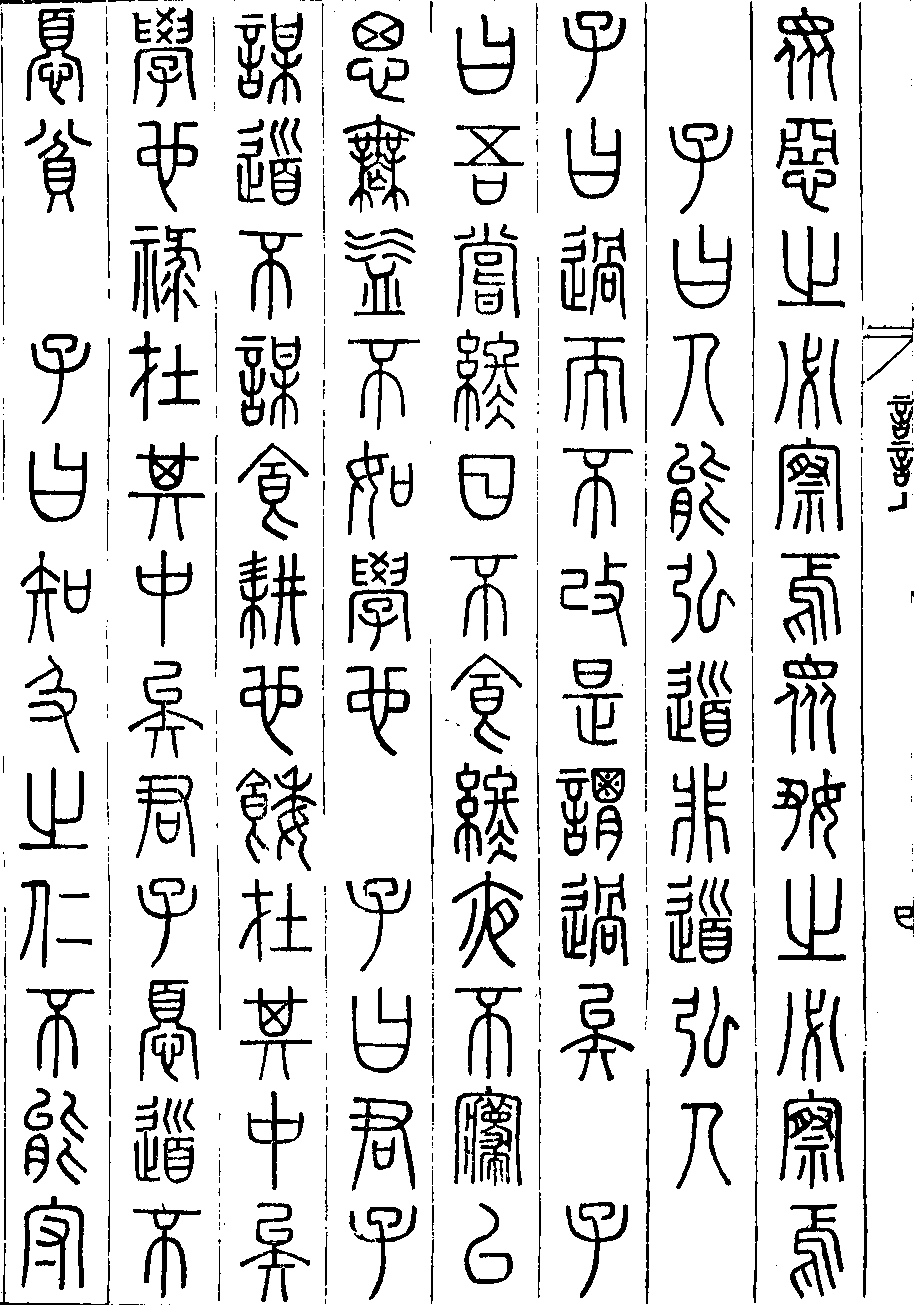 眾惡之必察焉眾好之必察焉
子曰人能弘道非道弘人
子曰過而不改是謂過矣 子
曰吾嘗終日不食終夜不寢以
思無益不如學也 子曰君子
謀道不謀食耕也餒在其中矣
學也祿在其中矣君子憂道不
憂貧 子曰知及之仁不能守